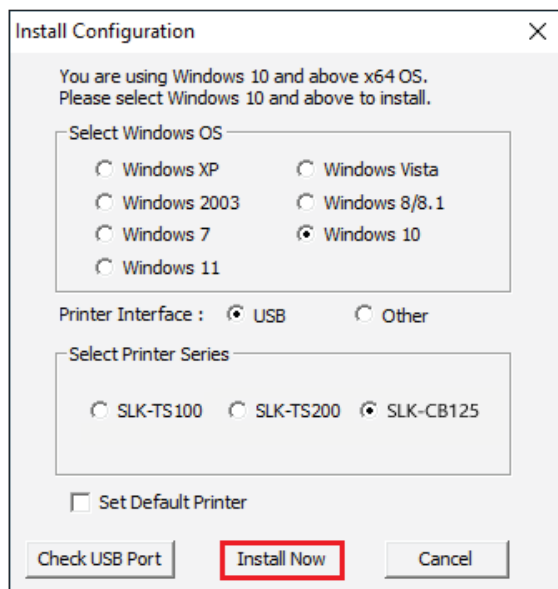 Install Configuration
You are using Windows 10 and above x64 OS.
Please select Windows 10 and above to install.
Select Windows OS
Windows XP Windows Vista
Windows 2003 Windows 8/8.1
Windows 7 Windows 10
Windows 11
Printer Interface : USB Other
Select Printer Series
SLK-TS100 SLK-TS200 SLK-CB125
Set Default Printer
Check USB Port Install Now Cancel